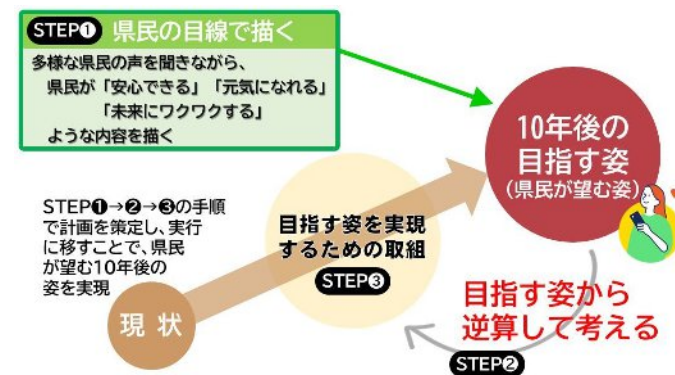 STEP❶ 県民の目線で描く
多様な県民の声を聞きながら、
県民が「安心できる」「元気になれる」
「未来にワクワクする」
ような内容を描く
10年後の
目指す姿
(県民が望む姿)
STEP❶→❷→❸の手順
で計画を策定し、実行
に移すことで、県民
が望む10年後の
姿を実現
目指す姿を実現
するための取組
STEP❸
現 状
目指す姿から
逆算して考える
STEP❷